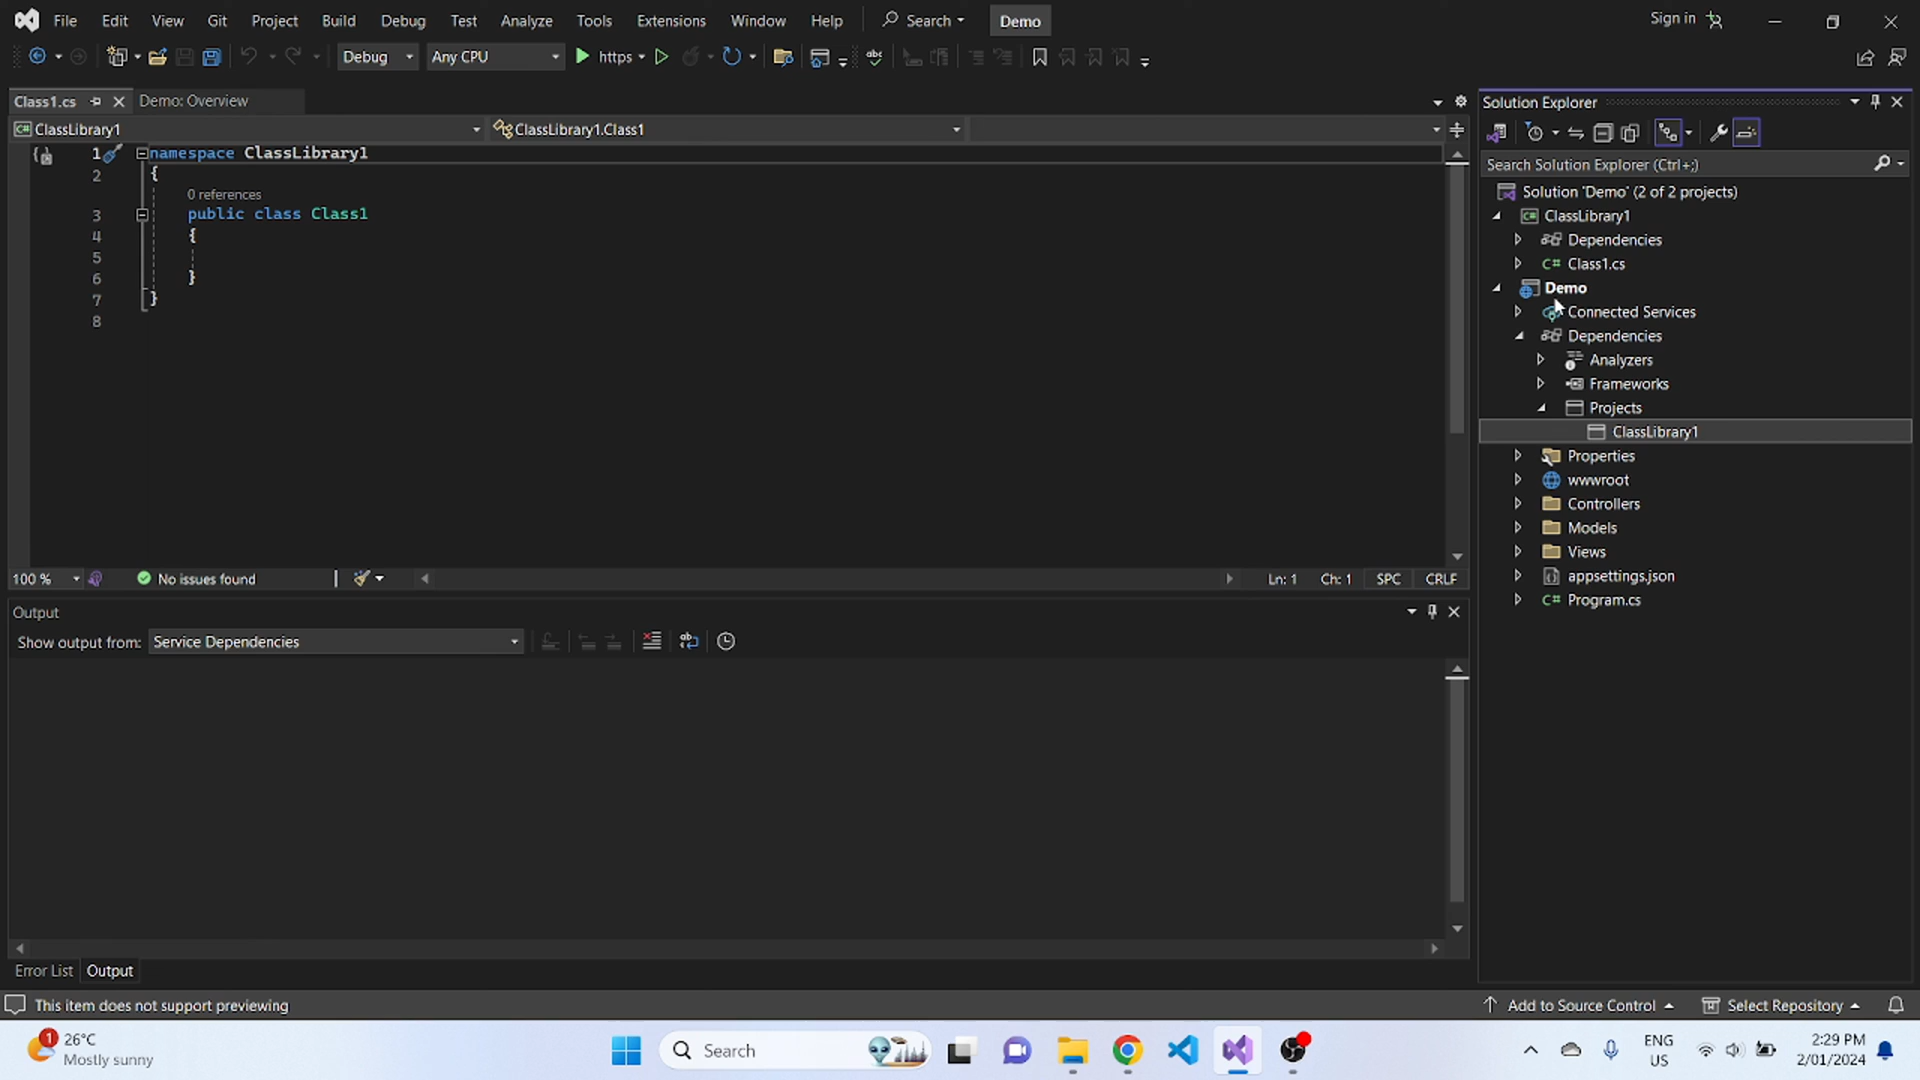 File Edit View Git Project Build Debug Test Analyze Tools Extensions Window Help Search Demo Sign in
Debug Any CPU https
Class1.cs Demo: Overview
ClassLibrary1 ClassLibrary1.Class1
1 namespace ClassLibrary1
2 {
0 references
3 public class Class1
4 {
5
6 }
7 }
8
100 % No issues found Ln: 1 Ch: 1 SPC CRLF
Output
Show output from: Service Dependencies
Error List Output
Solution Explorer
Search Solution Explorer (Ctrl+;)
Solution 'Demo' (2 of 2 projects)
ClassLibrary1
Dependencies
C# Class1.cs
Demo
Connected Services
Dependencies
Analyzers
Frameworks
Projects
ClassLibrary1
Properties
wwwroot
Controllers
Models
Views
appsettings.json
C# Program.cs
This item does not support previewing Add to Source Control Select Repository
1 26°C
Mostly sunny
Search
ENG
US
2:29 PM
2/01/2024